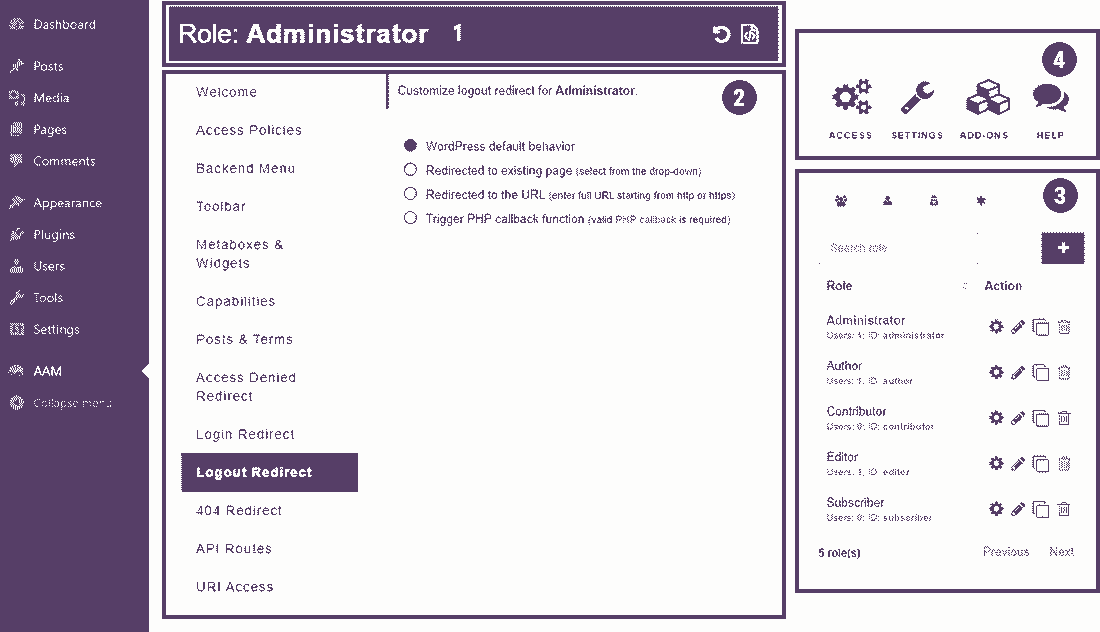 Dashboard
Posts
Media
Pages
Comments
Appearance
Plugins
Users
Tools
Settings
AAM
Collapse menu
Role: Administrator 1
Welcome
Access Policies
Backend Menu
Toolbar
Metaboxes &
Widgets
Capabilities
Posts & Terms
Access Denied
Redirect
Login Redirect
Logout Redirect
404 Redirect
API Routes
URI Access
Customize logout redirect for Administrator.
2
WordPress default behavior
Redirected to existing page (select from the drop-down)
Redirected to the URL (enter full URL starting from http or https)
Trigger PHP callback function (valid PHP callback is required)
4
ACCESS SETTINGS ADD-ONS HELP
3
Search role
+
Role Action
Administrator
Users: 1; ID: administrator
Author
Users: 1; ID: author
Contributor
Users: 0; ID: contributor
Editor
Users: 1; ID: editor
Subscriber
Users: 0; ID: subscriber
5 role(s) Previous Next